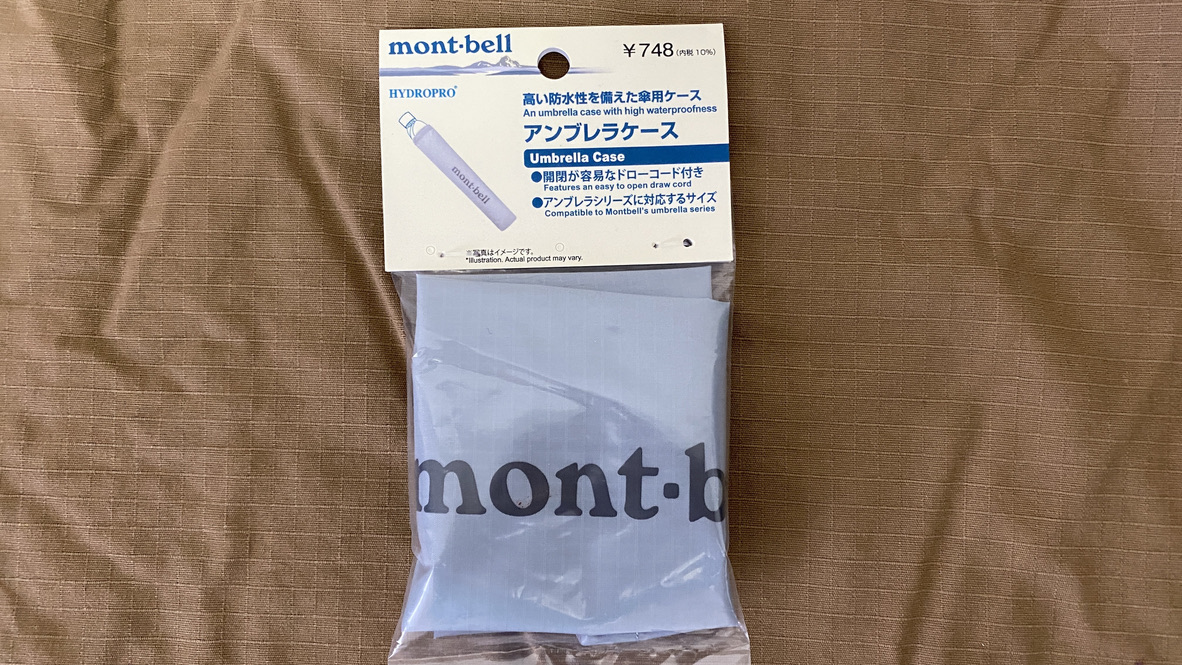 mont·bell
¥748(内税 10%)
HYDROPRO®
高い防水性を備えた傘用ケース
An umbrella case with high waterproofness
アンブレラケース
Umbrella Case
●開閉が容易なドローコード付き
Features an easy to open draw cord
●アンブレラシリーズに対応するサイズ
Compatible to Montbell's umbrella series
mont·bell
※写真はイメージです。
*Illustration. Actual product may vary.
mont·b